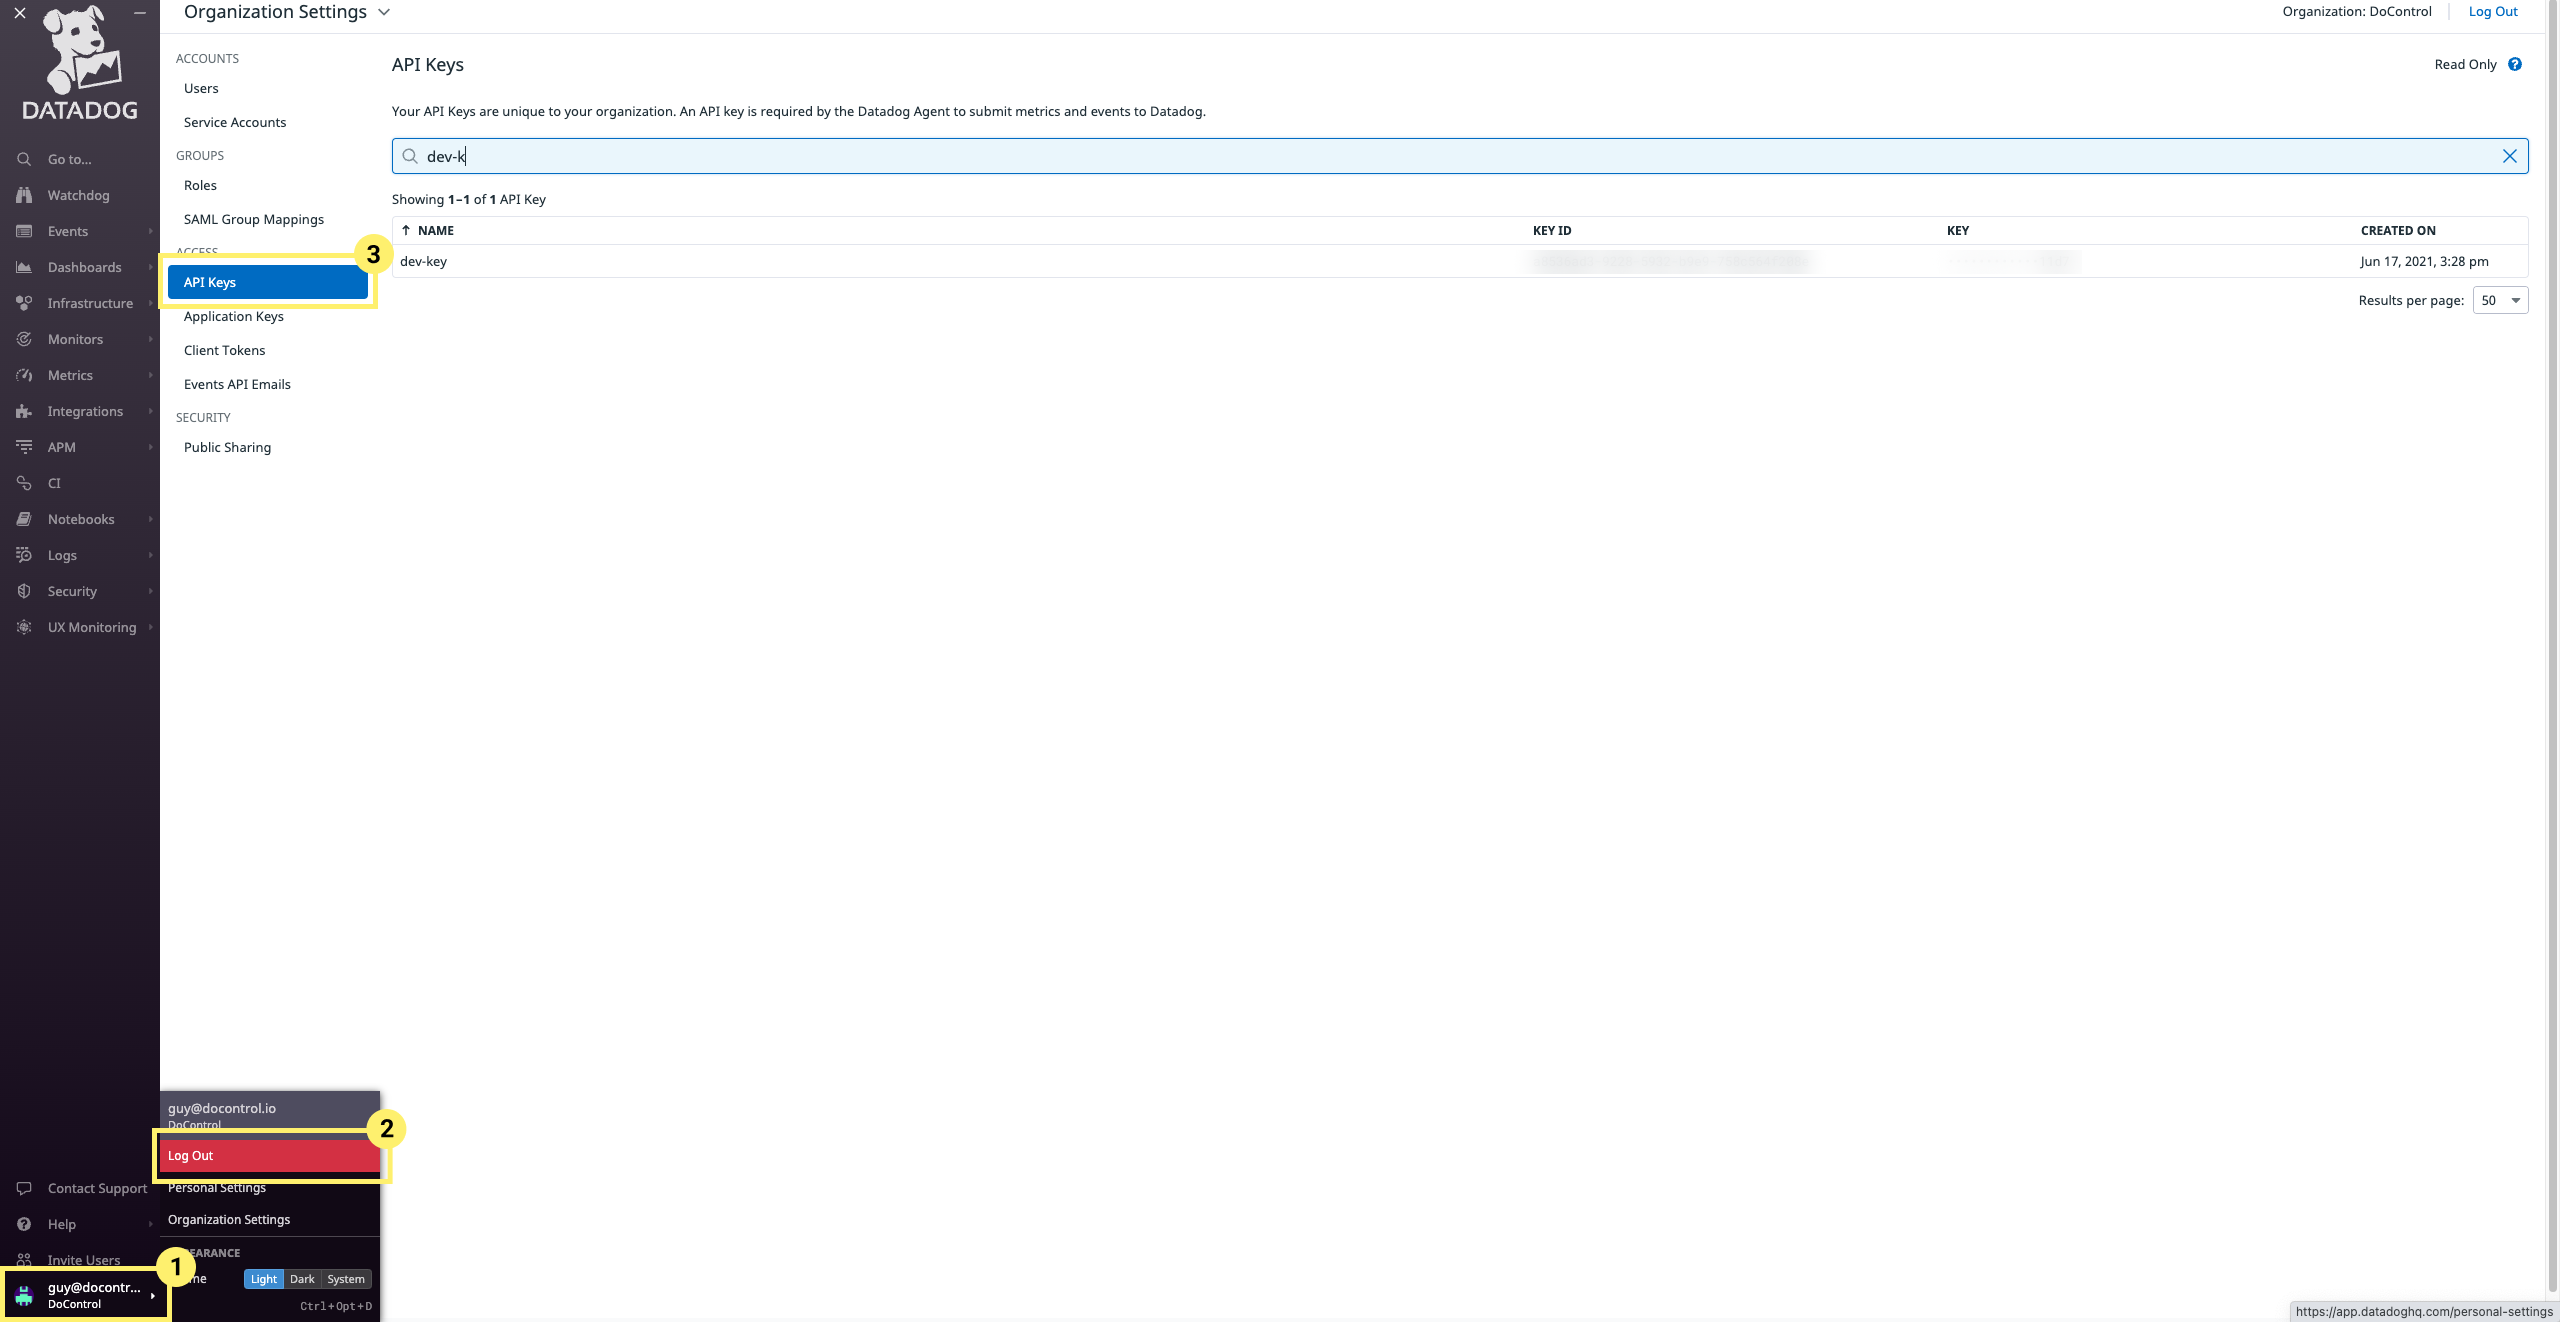 DATADOG
Go to...
Watchdog
Events
Dashboards
Infrastructure
Monitors
Metrics
Integrations
APM
CI
Notebooks
Logs
Security
UX Monitoring
Contact Support
Help
Invite Users
guy@docontr...
DoControl
1
Organization Settings
Organization: DoControl
Log Out
ACCOUNTS
Users
Service Accounts
GROUPS
Roles
SAML Group Mappings
ACCESS
3
API Keys
Application Keys
Client Tokens
Events API Emails
SECURITY
Public Sharing
API Keys
Read Only ?
Your API Keys are unique to your organization. An API key is required by the Datadog Agent to submit metrics and events to Datadog.
dev-k
Showing 1–1 of 1 API Key
NAME KEY ID KEY CREATED ON
dev-key Jun 17, 2021, 3:28 pm
Results per page: 50
guy@docontrol.io
DoControl
2
Log Out
Personal Settings
Organization Settings
Light Dark System
Ctrl+Opt+D
https://app.datadoghq.com/personal-settings